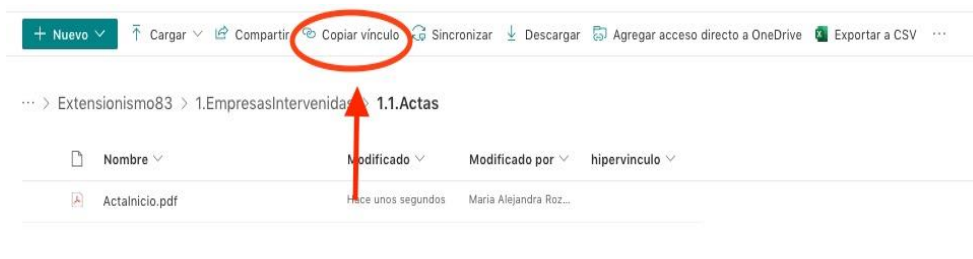 + Nuevo Cargar Compartir Copiar vínculo Sincronizar Descargar Agregar acceso directo a OneDrive Exportar a CSV ···
··· > Extensionismo83 > 1.EmpresasIntervenidas > 1.1.Actas
Nombre Modificado Modificado por hipervinculo
ActaInicio.pdf Hace unos segundos Maria Alejandra Roz...